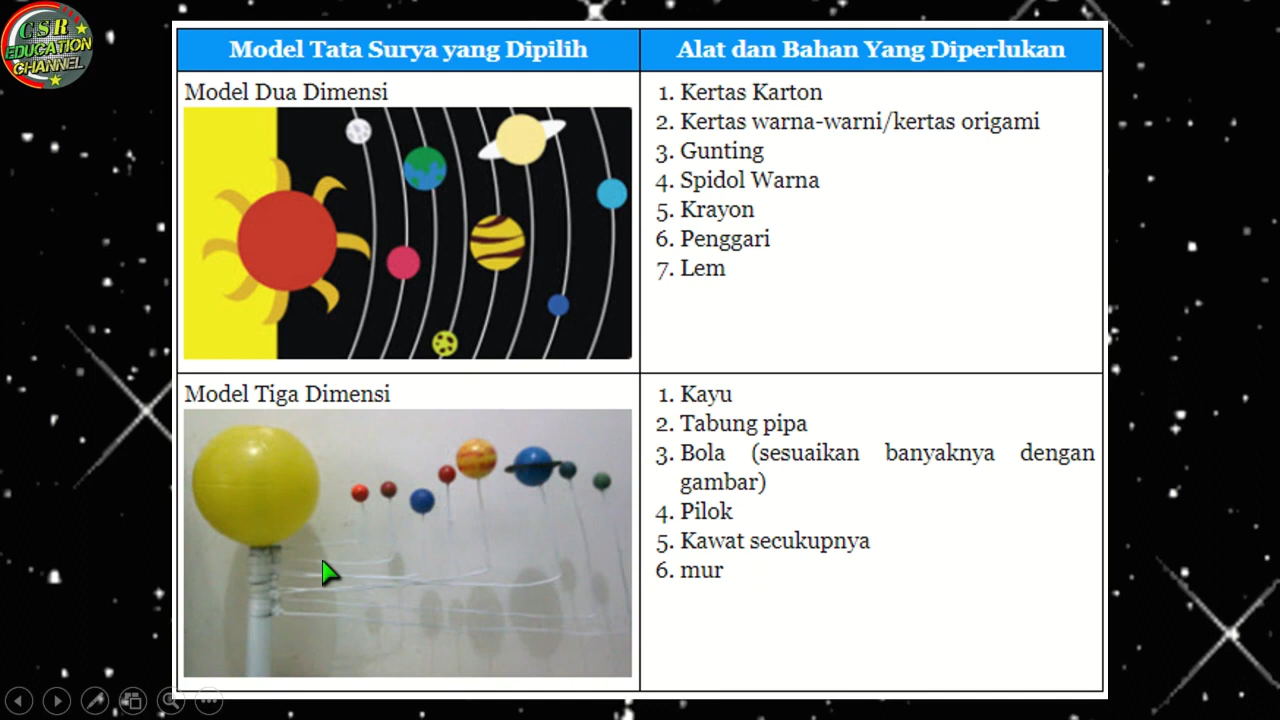 CSR
EDUCATION
CHANNEL
Model Tata Surya yang Dipilih
Alat dan Bahan Yang Diperlukan
Model Dua Dimensi
1. Kertas Karton
2. Kertas warna-warni/kertas origami
3. Gunting
4. Spidol Warna
5. Krayon
6. Penggari
7. Lem
Model Tiga Dimensi
1. Kayu
2. Tabung pipa
3. Bola (sesuaikan banyaknya dengan
gambar)
4. Pilok
5. Kawat secukupnya
6. mur